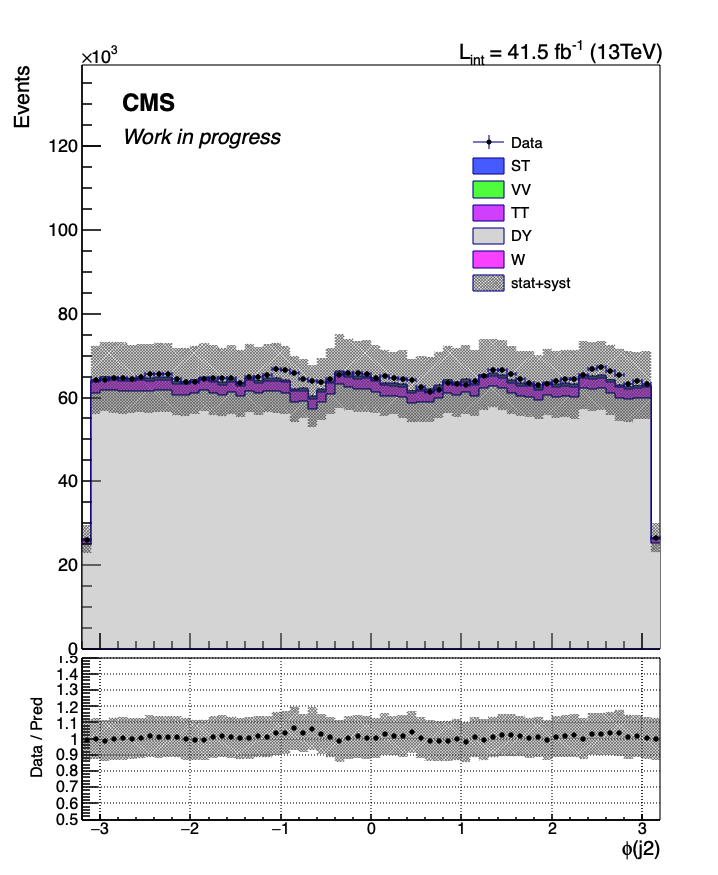 ×10³
L_int = 41.5 fb⁻¹ (13TeV)
Events
CMS
Work in progress
Data
ST
VV
TT
DY
W
stat+syst
120
100
80
60
40
20
0
1.5
1.4
1.3
1.2
1.1
1
0.9
0.8
0.7
0.6
0.5
Data / Pred
−3 −2 −1 0 1 2 3
ϕ(j2)